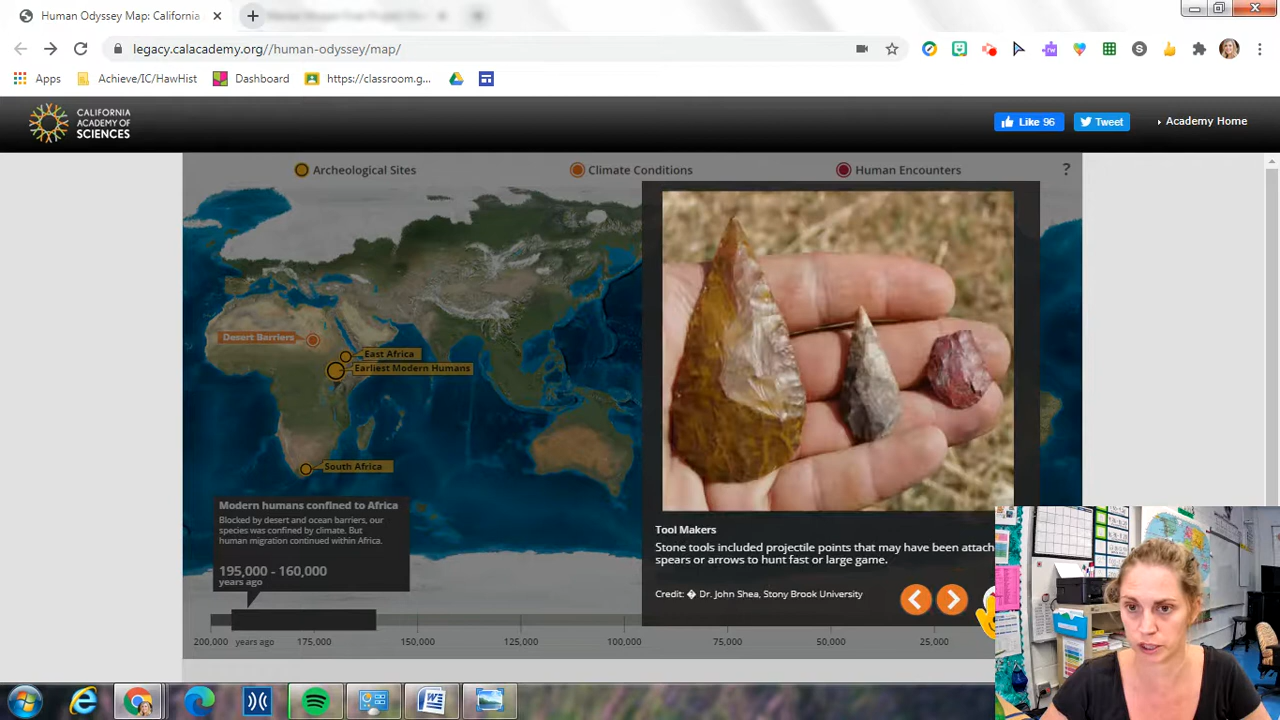 Human Odyssey Map: California
legacy.calacademy.org//human-odyssey/map/
Apps
Achieve/IC/HawHist
Dashboard
https://classroom.g...
CALIFORNIA
ACADEMY OF
SCIENCES
Like 96
Tweet
Academy Home
Archeological Sites
Climate Conditions
Human Encounters
?
Desert Barriers
East Africa
Earliest Modern Humans
South Africa
Modern humans confined to Africa
Blocked by desert and ocean barriers, our
species was confined by climate. But
human migration continued within Africa.
195,000 - 160,000
years ago
Tool Makers
Stone tools included projectile points that may have been attach
spears or arrows to hunt fast or large game.
Credit: � Dr. John Shea, Stony Brook University
200,000 years ago 175,000 150,000 125,000 100,000 75,000 50,000 25,000